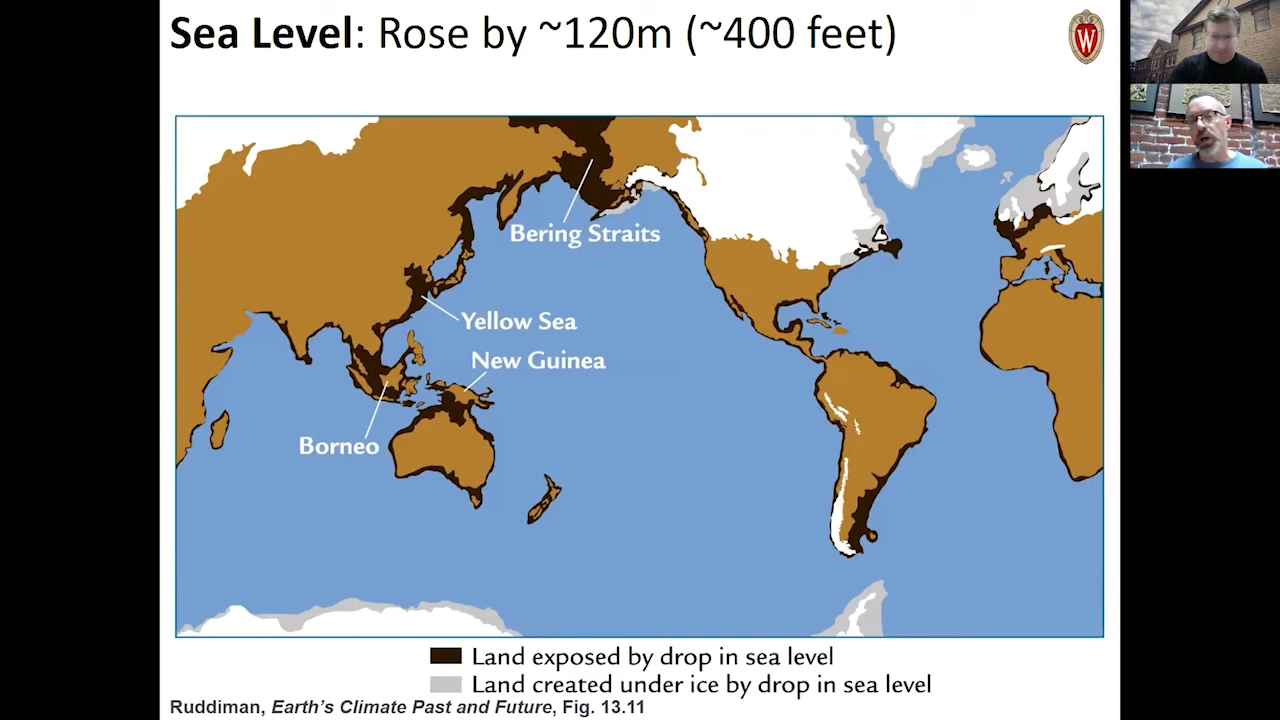 Sea Level: Rose by ~120m (~400 feet)
W
Bering Straits
Yellow Sea
New Guinea
Borneo
Land exposed by drop in sea level
Land created under ice by drop in sea level
Ruddiman, Earth's Climate Past and Future, Fig. 13.11